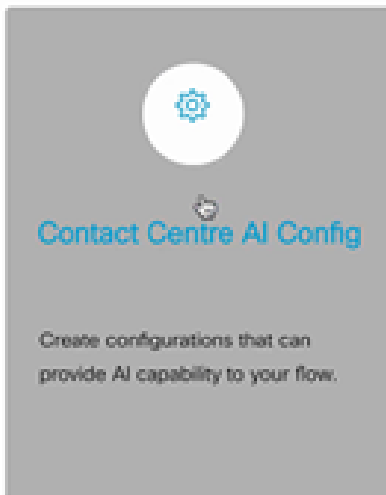 Contact Centre AI Config
Create configurations that can
provide AI capability to your flow.